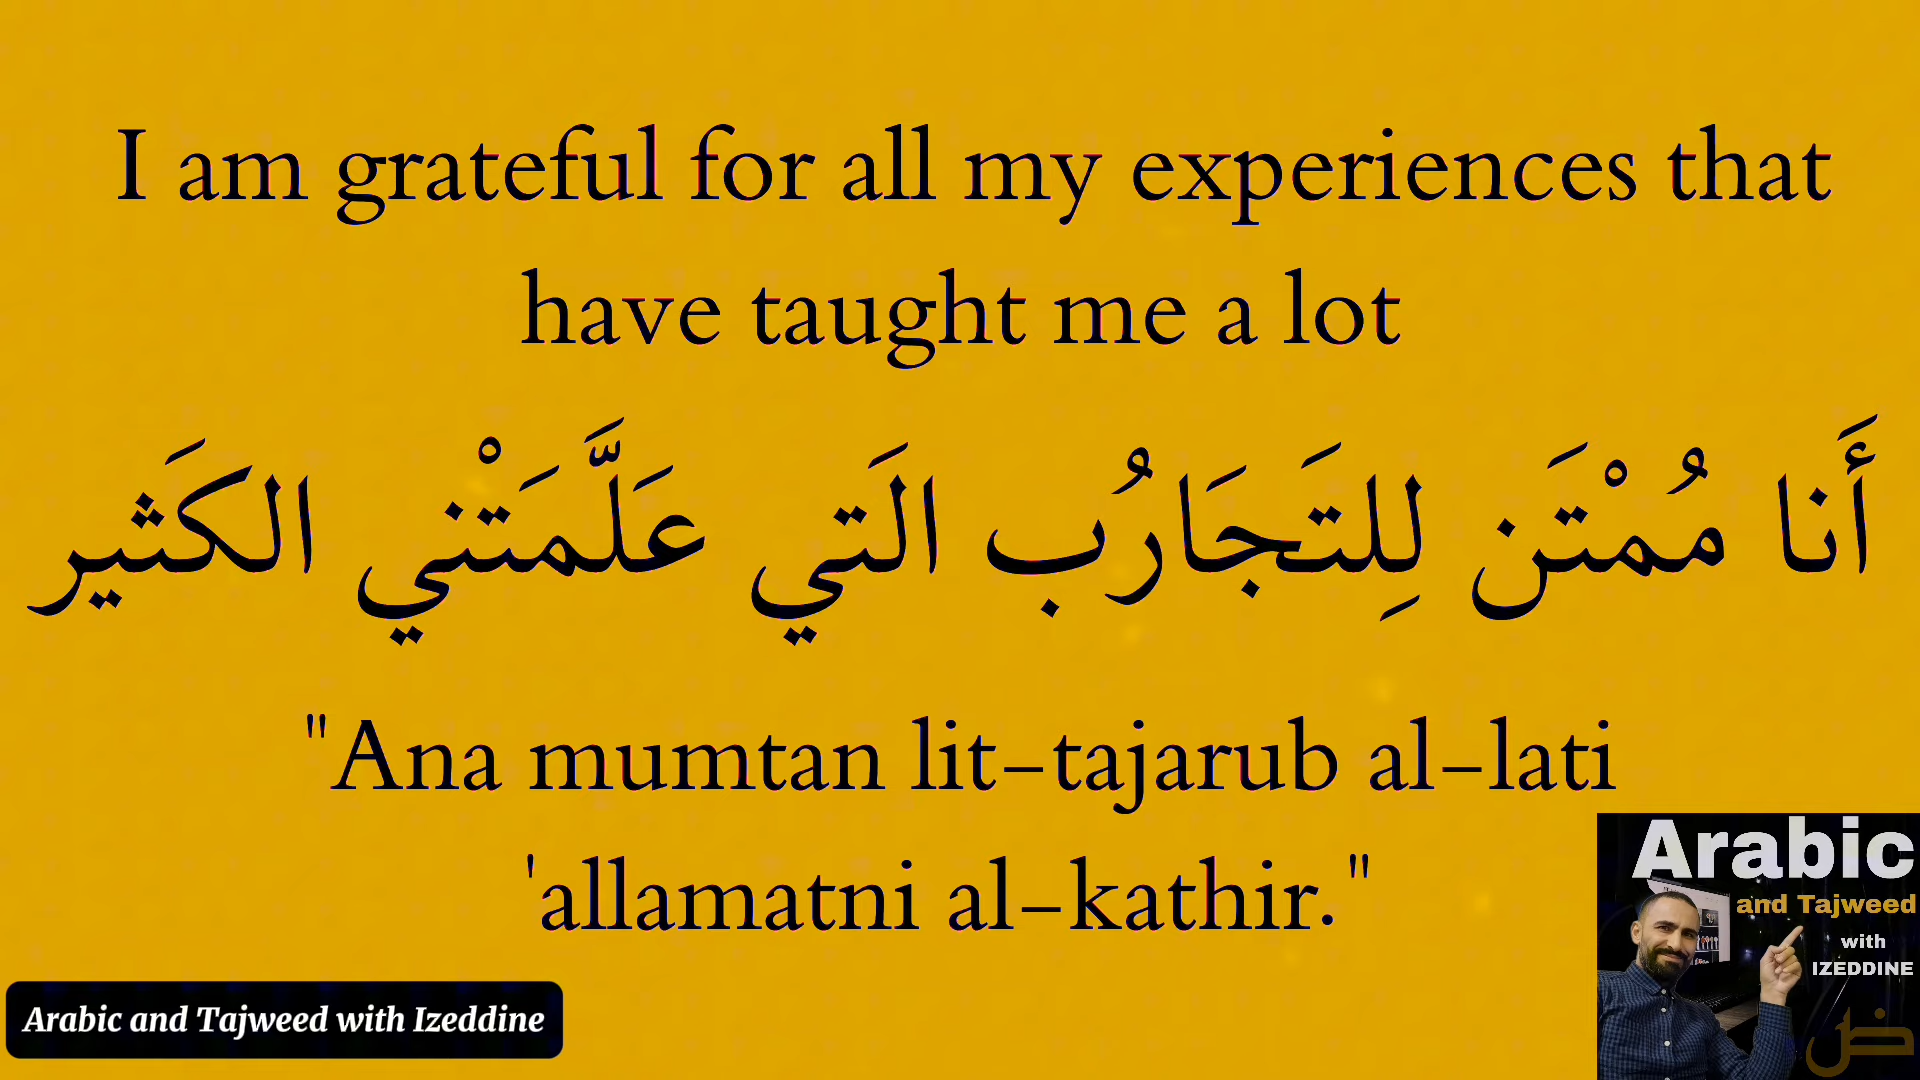 I am grateful for all my experiences that
have taught me a lot
أَنا مُمْتَن لِلتَجَارُب الَتي عَلَّمَتْني الكَثير
"Ana mumtan lit-tajarub al-lati
'allamatni al-kathir."
Arabic
and Tajweed
with
IZEDDINE
ض
Arabic and Tajweed with Izeddine